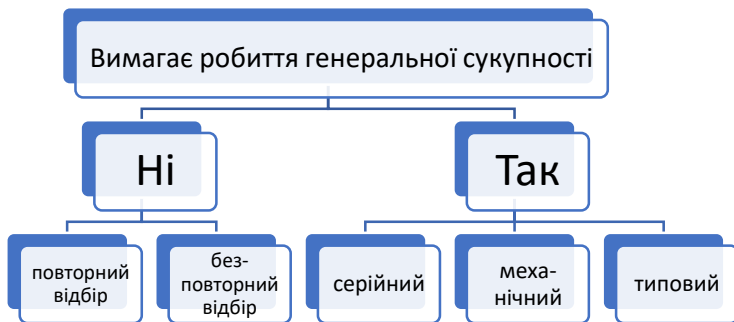 Вимагає робиття генеральної сукупності
Ні
Так
повторний
відбір
без-
повторний
відбір
серійний
меха-
нічний
типовий